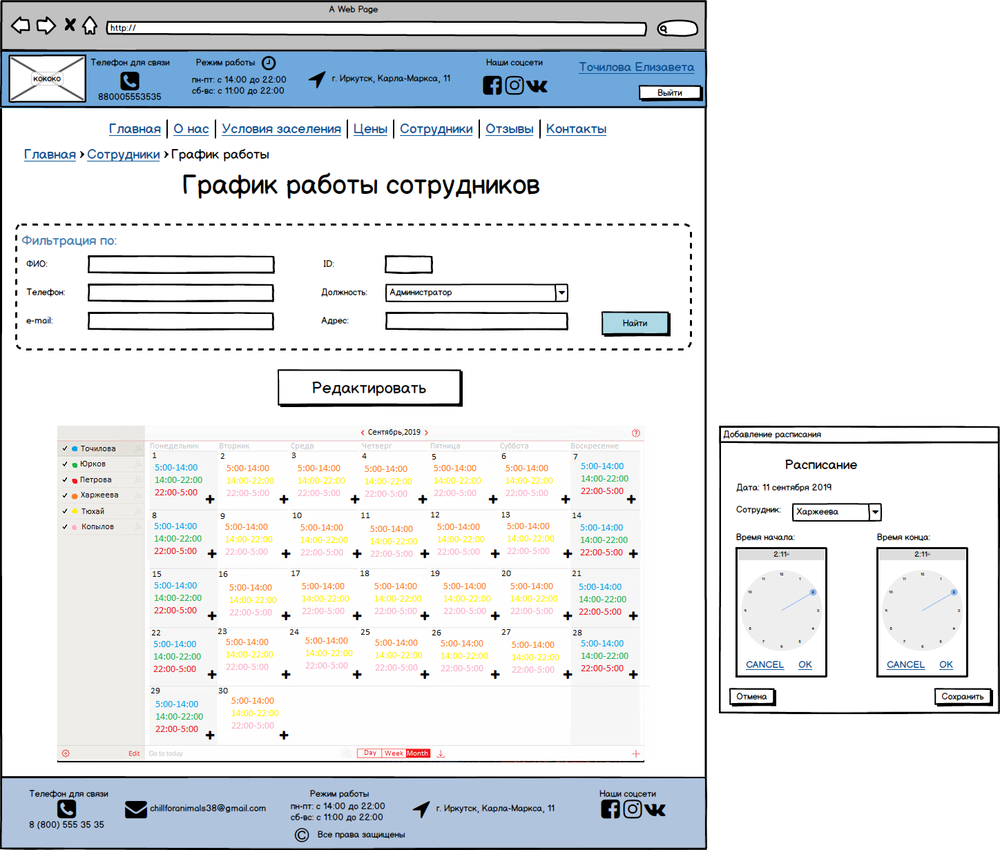 A Web Page
http://
кококо
Телефон для связи
880005553535
Режим работы
пн-пт: с 14:00 до 22:00
сб-вс: с 11:00 до 22:00
г. Иркутск, Карла-Маркса, 11
Наши соцсети
Точилова Елизавета
Выйти
Главная О нас Условия заселения Цены Сотрудники Отзывы Контакты
Главная › Сотрудники › График работы
График работы сотрудников
Фильтрация по:
ФИО: ID:
Телефон: Должность: Администратор
e-mail: Адрес: Найти
Редактировать
< Сентябрь,2019 > ?
Точилова
Юрков
Петрова
Харжеева
Тюхай
Копылов
Понедельник Вторник Среда Четверг Пятница Суббота Воскресение
1 2 3 4 5 6 7
5:00-14:00 5:00-14:00 5:00-14:00 5:00-14:00 5:00-14:00 5:00-14:00 5:00-14:00
14:00-22:00 14:00-22:00 14:00-22:00 14:00-22:00 14:00-22:00 14:00-22:00 14:00-22:00
22:00-5:00 22:00-5:00 22:00-5:00 22:00-5:00 22:00-5:00 22:00-5:00 22:00-5:00
8 9 10 11 12 13 14
5:00-14:00 5:00-14:00 5:00-14:00 5:00-14:00 5:00-14:00 5:00-14:00 5:00-14:00
14:00-22:00 14:00-22:00 14:00-22:00 14:00-22:00 14:00-22:00 14:00-22:00 14:00-22:00
22:00-5:00 22:00-5:00 22:00-5:00 22:00-5:00 22:00-5:00 22:00-5:00 22:00-5:00
15 16 17 18 19 20 21
5:00-14:00 5:00-14:00 5:00-14:00 5:00-14:00 5:00-14:00 5:00-14:00 5:00-14:00
14:00-22:00 14:00-22:00 14:00-22:00 14:00-22:00 14:00-22:00 14:00-22:00 14:00-22:00
22:00-5:00 22:00-5:00 22:00-5:00 22:00-5:00 22:00-5:00 22:00-5:00 22:00-5:00
22 23 24 25 26 27 28
5:00-14:00 5:00-14:00 5:00-14:00 5:00-14:00 5:00-14:00 5:00-14:00 5:00-14:00
14:00-22:00 14:00-22:00 14:00-22:00 14:00-22:00 14:00-22:00 14:00-22:00 14:00-22:00
22:00-5:00 22:00-5:00 22:00-5:00 22:00-5:00 22:00-5:00 22:00-5:00 22:00-5:00
29 30
5:00-14:00 5:00-14:00
14:00-22:00 14:00-22:00
22:00-5:00 22:00-5:00
Edit Go to today Day Week Month
Добавление расписания
Расписание
Дата: 11 сентября 2019
Сотрудник: Харжеева
Время начала: Время конца:
2:11 2:11
12 1 2 3 4 5 6 7 8 9 10 11
12 1 2 3 4 5 6 7 8 9 10 11
CANCEL OK CANCEL OK
Отмена Сохранить
Телефон для связи
8 (800) 555 35 35
chillforanimals38@gmail.com
Режим работы
пн-пт: с 14:00 до 22:00
сб-вс: с 11:00 до 22:00
г. Иркутск, Карла-Маркса, 11
Наши соцсети
© Все права защищены